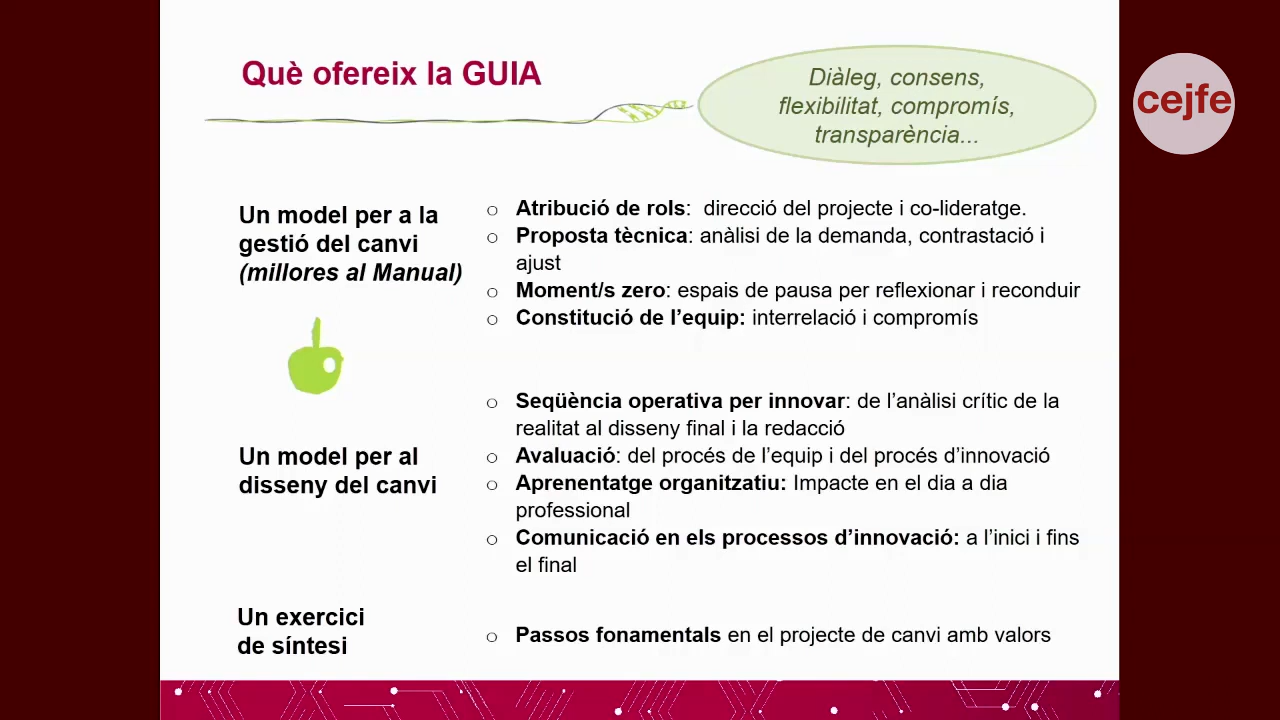 Què ofereix la GUIA
Diàleg, consens,
flexibilitat, compromís,
transparència...
cejfe
Un model per a la
gestió del canvi
(millores al Manual)
o Atribució de rols:  direcció del projecte i co-lideratge.
o Proposta tècnica: anàlisi de la demanda, contrastació i
ajust
o Moment/s zero: espais de pausa per reflexionar i reconduir
o Constitució de l’equip: interrelació i compromís
Un model per al
disseny del canvi
o Seqüència operativa per innovar: de l’anàlisi crític de la
realitat al disseny final i la redacció
o Avaluació: del procés de l’equip i del procés d’innovació
o Aprenentatge organitzatiu: Impacte en el dia a dia
professional
o Comunicació en els processos d’innovació: a l’inici i fins
el final
Un exercici
de síntesi
o Passos fonamentals en el projecte de canvi amb valors